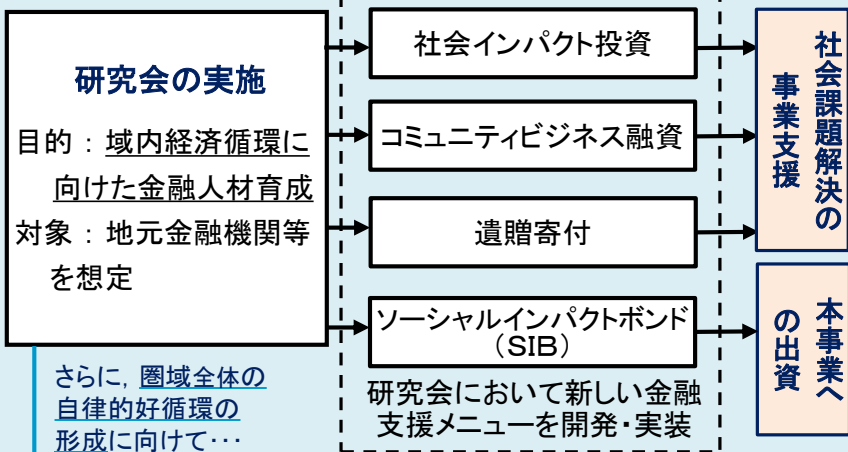 研究会の実施
目的：域内経済循環に
向けた金融人材育成
対象：地元金融機関等
を想定
さらに，圏域全体の
自律的好循環の
形成に向けて･･･
社会インパクト投資
コミュニティビジネス融資
遺贈寄付
ソーシャルインパクトボンド
（SIB）
研究会において新しい金融
支援メニューを開発・実装
社会課題解決の
事業支援
本事業へ
の出資